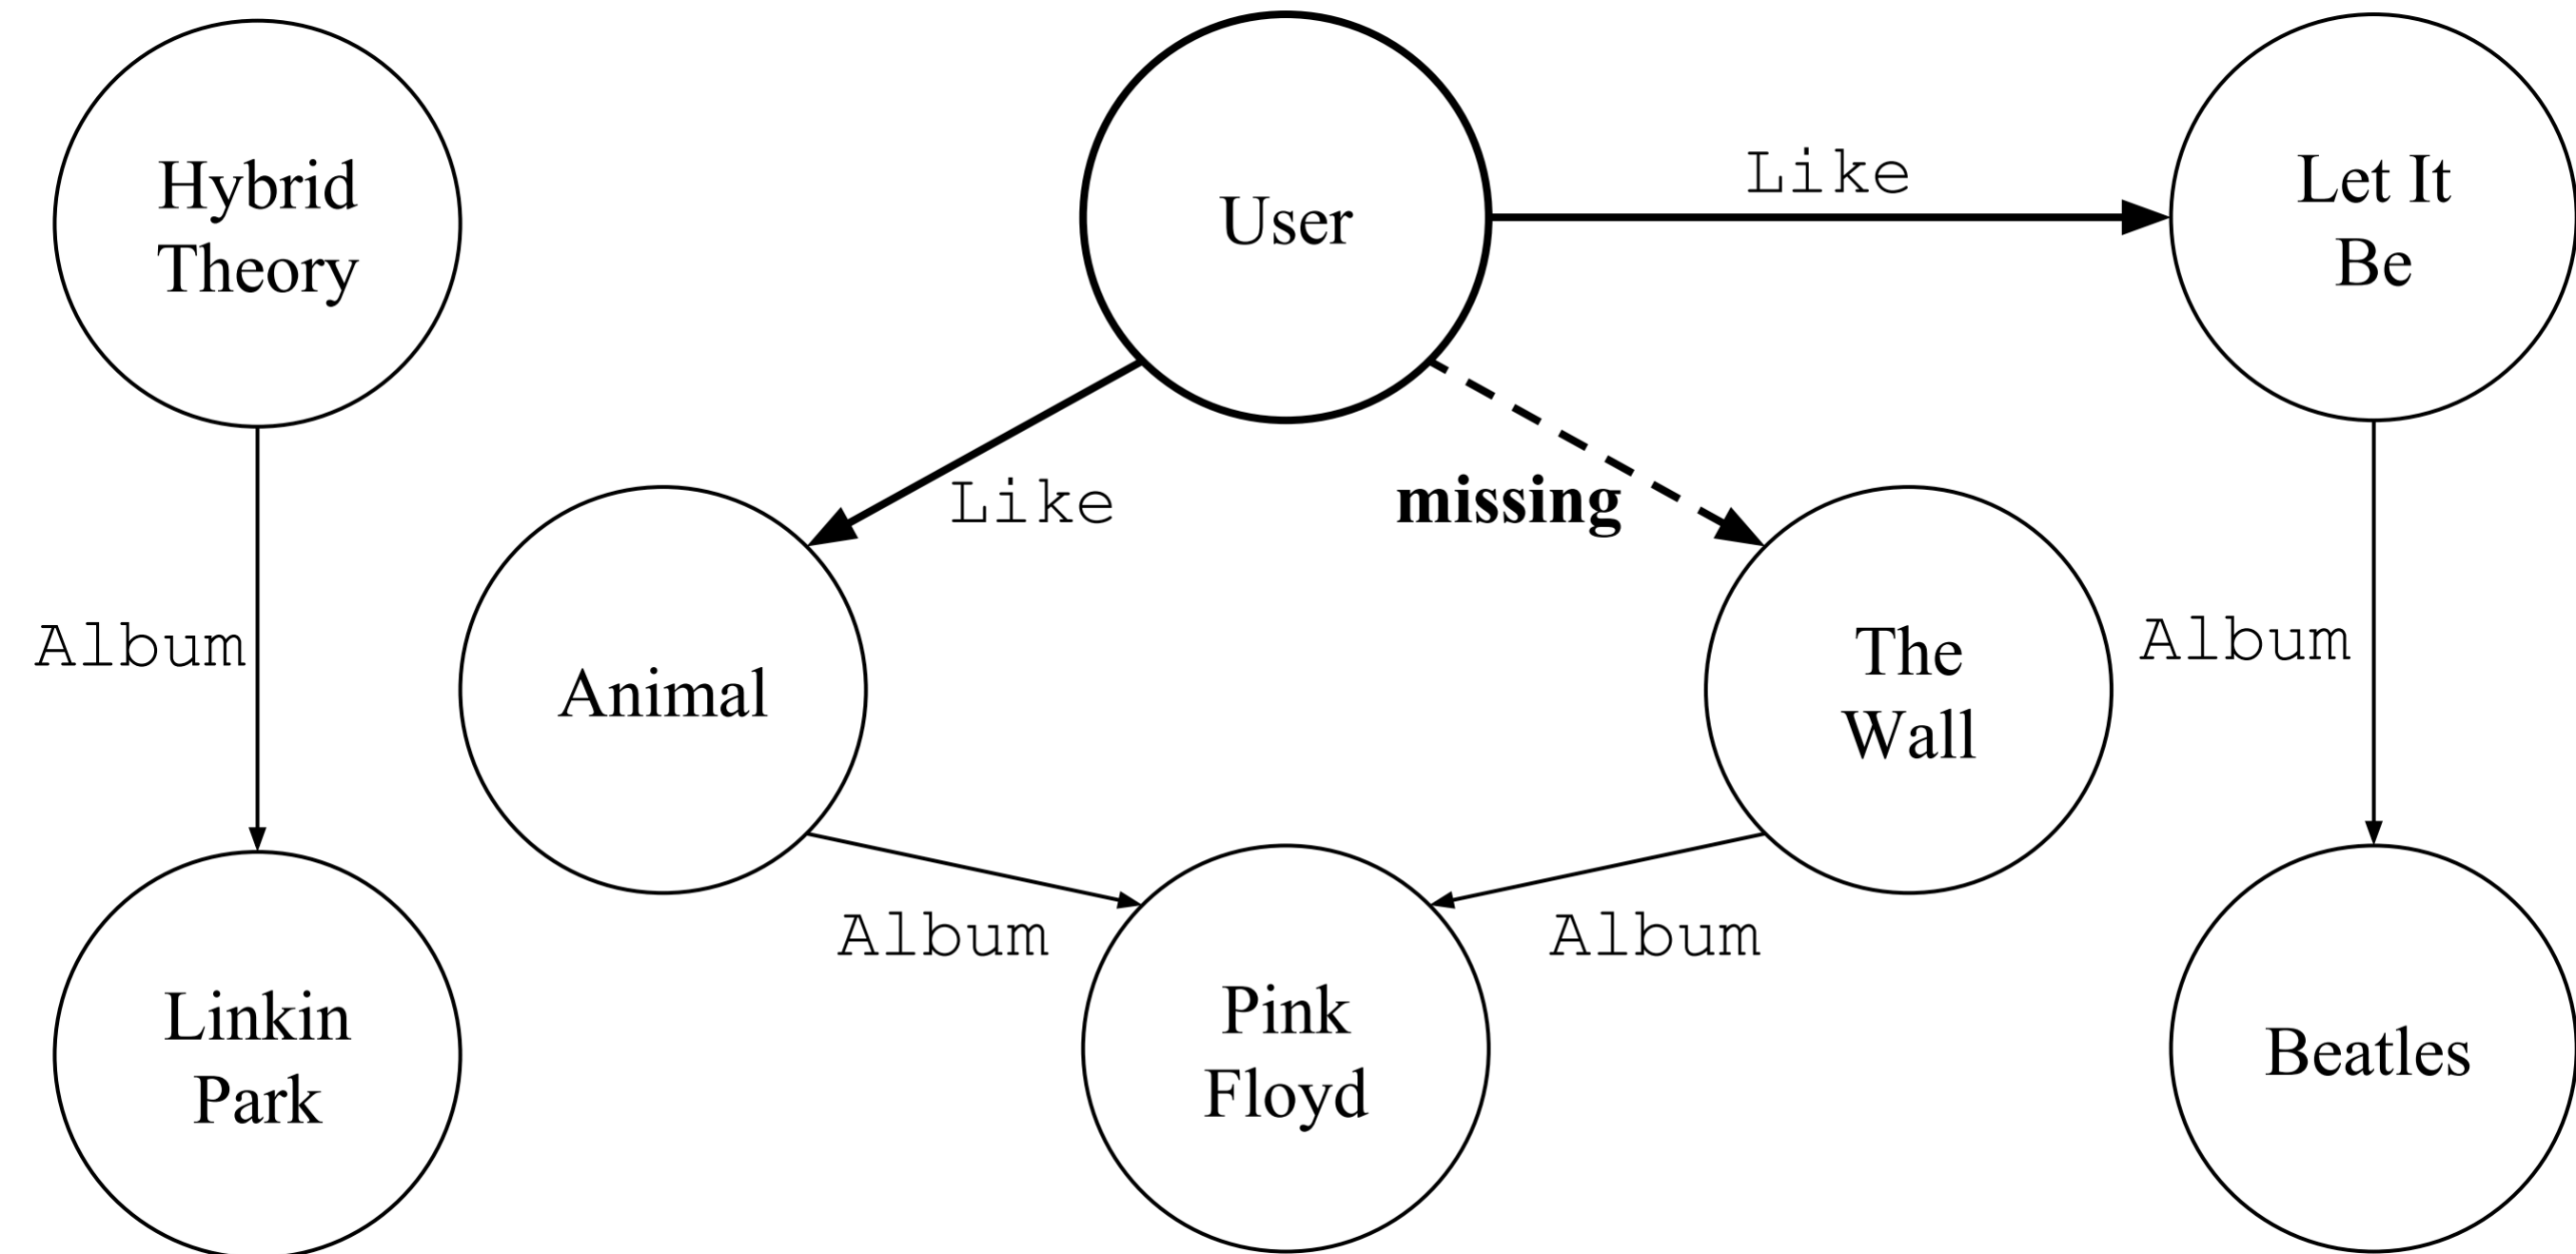 Hybrid
Theory
User
Like
Let It
Be
Like
missing
Album
Animal
The
Wall
Album
Album
Album
Linkin
Park
Pink
Floyd
Beatles